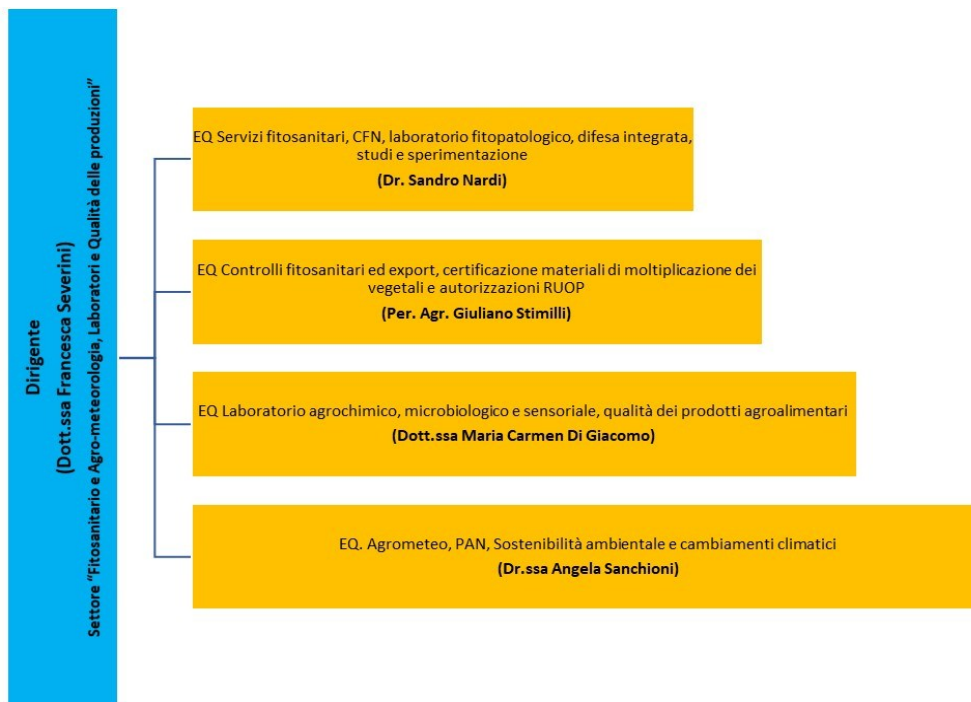 Dirigente
(Dott.ssa Francesca Severini)
Settore "Fitosanitario e Agro-meteorologia, Laboratori e Qualità delle produzioni"
EQ Servizi fitosanitari, CFN, laboratorio fitopatologico, difesa integrata,
studi e sperimentazione
(Dr. Sandro Nardi)
EQ Controlli fitosanitari ed export, certificazione materiali di moltiplicazione dei
vegetali e autorizzazioni RUOP
(Per. Agr. Giuliano Stimilli)
EQ Laboratorio agrochimico, microbiologico e sensoriale, qualità dei prodotti agroalimentari
(Dott.ssa Maria Carmen Di Giacomo)
EQ. Agrometeo, PAN, Sostenibilità ambientale e cambiamenti climatici
(Dr.ssa Angela Sanchioni)